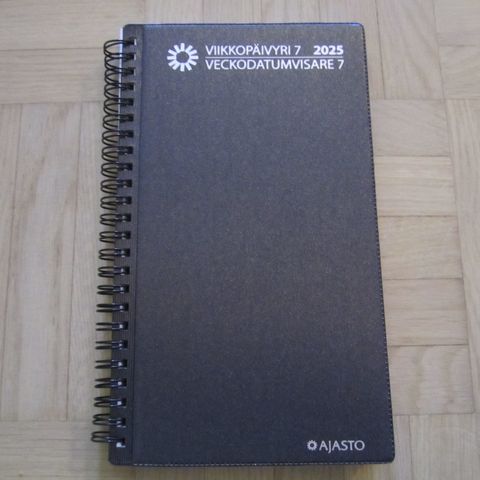 VIIKKOPÄIVYRI 7 2025
VECKODATUMVISARE 7
AJASTO